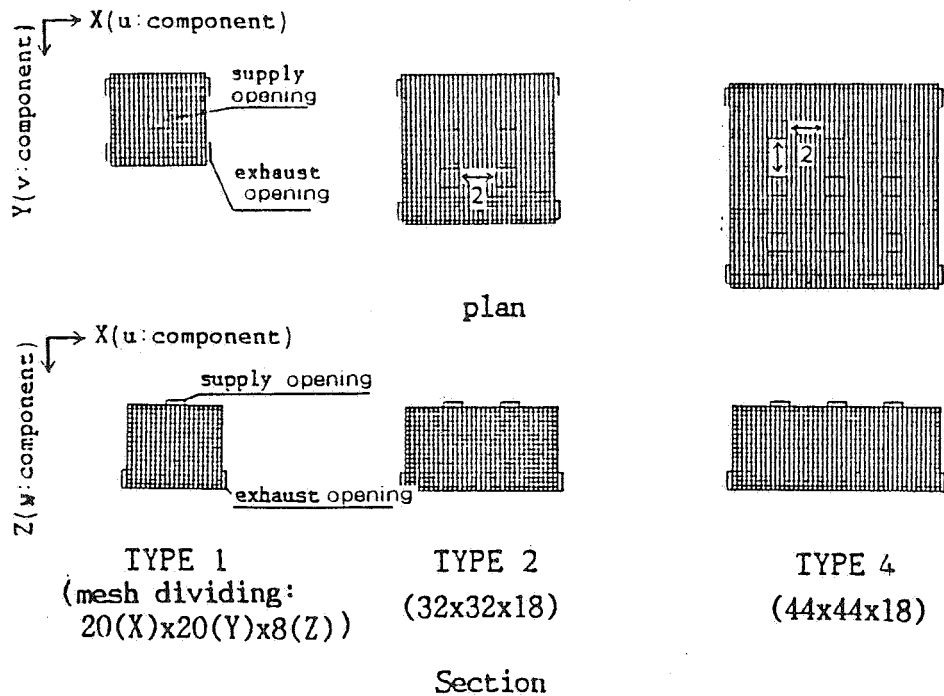 X(u:component)
Y(v:component)
supply
opening
exhaust
opening
2
2
2
plan
X(u:component)
Z(w:component)
supply opening
exhaust opening
TYPE 1
(mesh dividing:
20(X)x20(Y)x8(Z))
TYPE 2
(32x32x18)
TYPE 4
(44x44x18)
Section